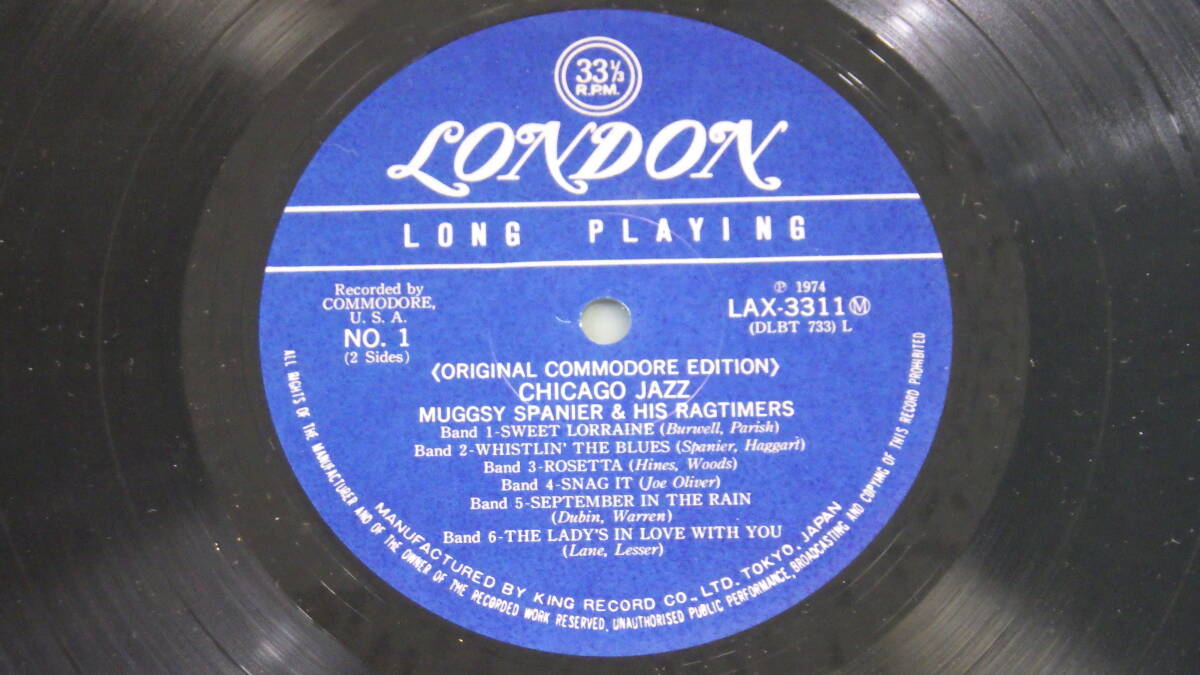 33⅓
R.P.M.
LONDON
LONG PLAYING
Recorded by
COMMODORE,
U. S. A.
NO. 1
(2 Sides)
Ⓟ 1974
LAX-3311 Ⓜ
(DLBT 733) L
〈ORIGINAL COMMODORE EDITION〉
CHICAGO JAZZ
MUGGSY SPANIER & HIS RAGTIMERS
Band 1-SWEET LORRAINE (Burwell, Parish)
Band 2-WHISTLIN' THE BLUES (Spanier, Haggart)
Band 3-ROSETTA (Hines, Woods)
Band 4-SNAG IT (Joe Oliver)
Band 5-SEPTEMBER IN THE RAIN
(Dubin, Warren)
Band 6-THE LADY'S IN LOVE WITH YOU
(Lane, Lesser)
MANUFACTURED BY KING RECORD CO., LTD. TOKYO, JAPAN
ALL RIGHTS OF THE MANUFACTURER AND OF THE OWNER OF THE RECORDED WORK RESERVED. UNAUTHORISED PUBLIC PERFORMANCE, BROADCASTING AND COPYING OF THIS RECORD PROHIBITED